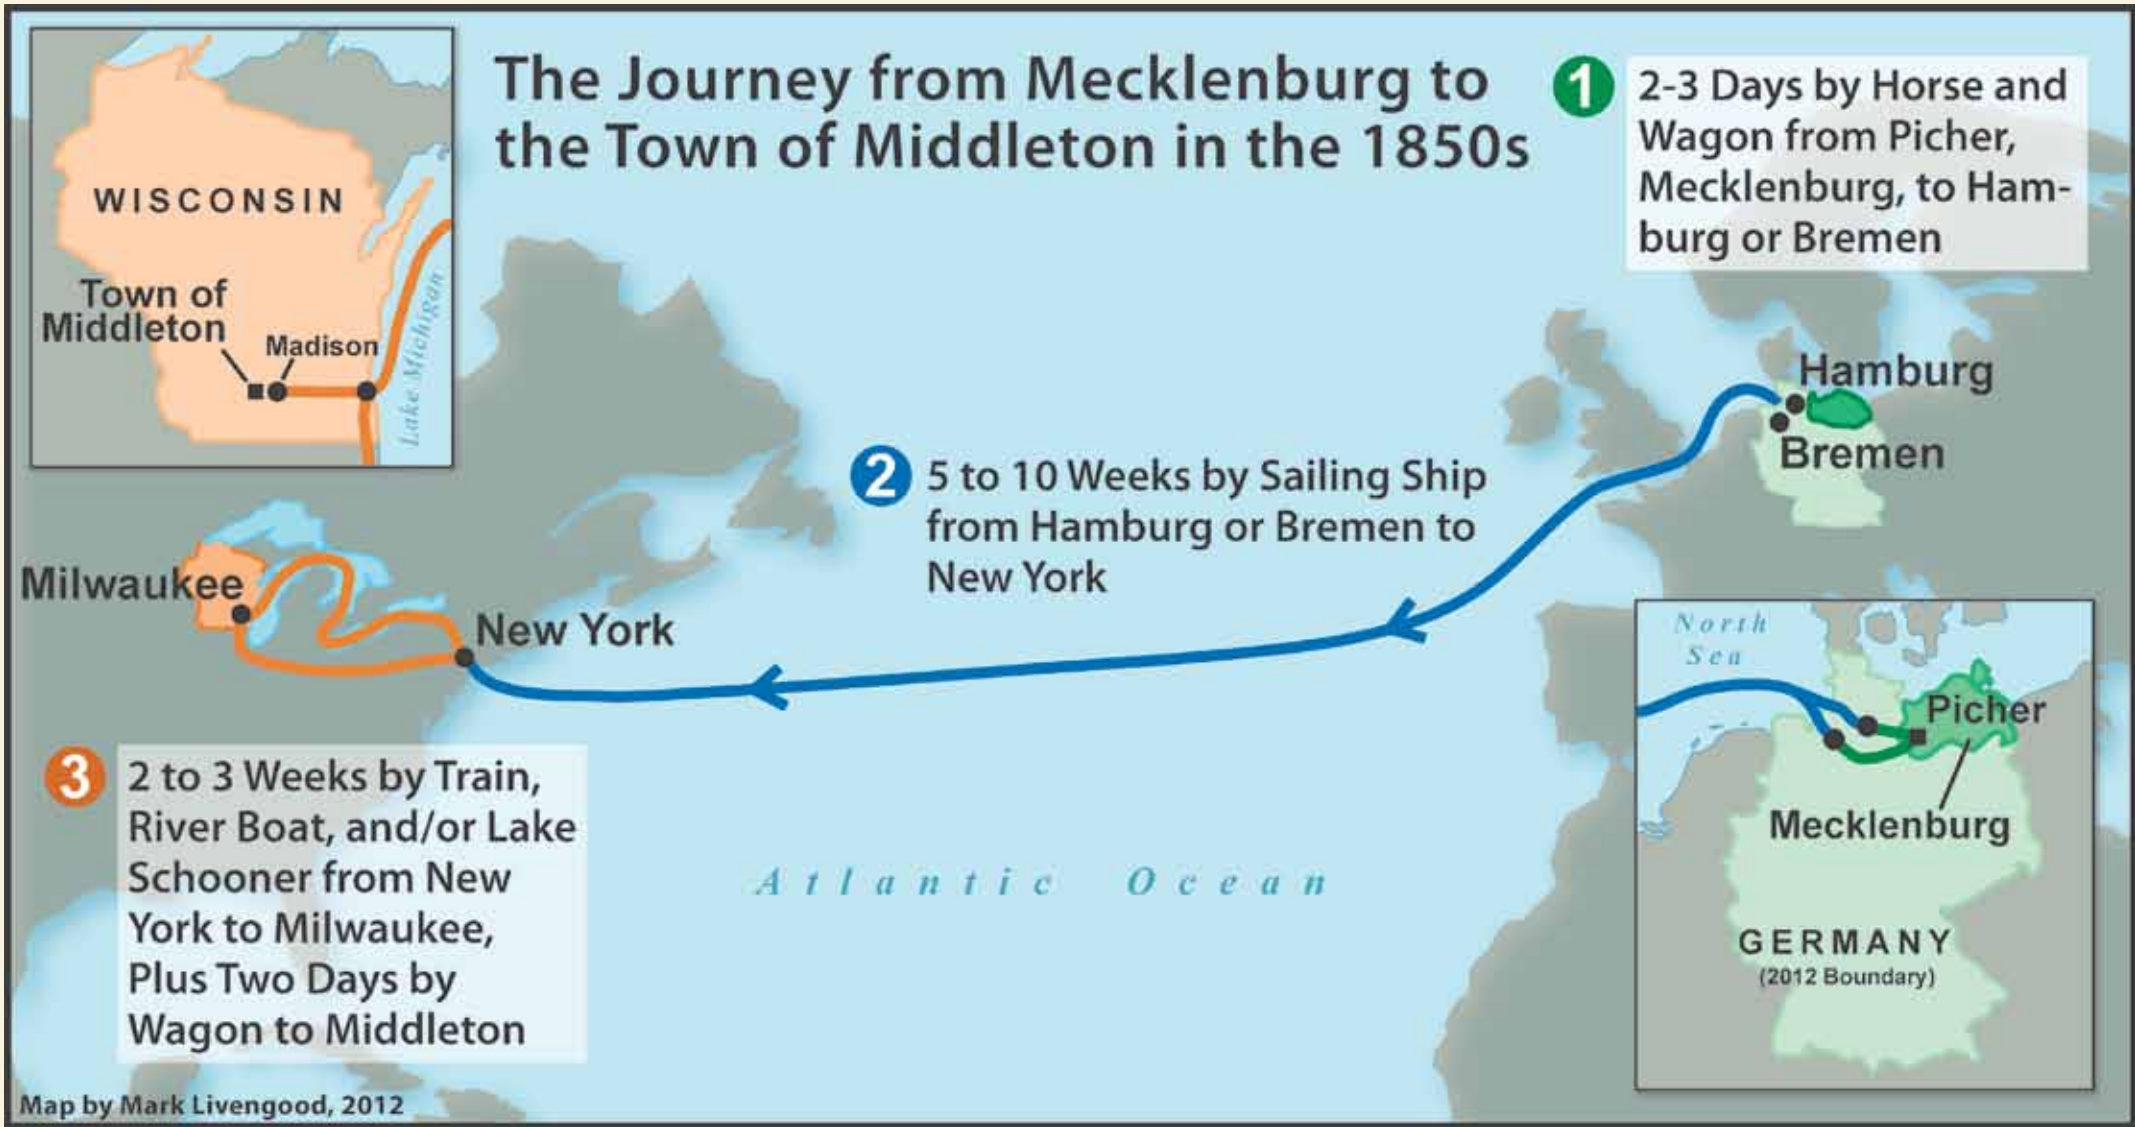 The Journey from Mecklenburg to
the Town of Middleton in the 1850s
WISCONSIN
Town of
Middleton
Madison
Lake Michigan
1
2-3 Days by Horse and
Wagon from Picher,
Mecklenburg, to Ham-
burg or Bremen
Hamburg
Bremen
2
5 to 10 Weeks by Sailing Ship
from Hamburg or Bremen to
New York
Milwaukee
New York
3
2 to 3 Weeks by Train,
River Boat, and/or Lake
Schooner from New
York to Milwaukee,
Plus Two Days by
Wagon to Middleton
Atlantic Ocean
North
Sea
Picher
Mecklenburg
GERMANY
(2012 Boundary)
Map by Mark Livengood, 2012